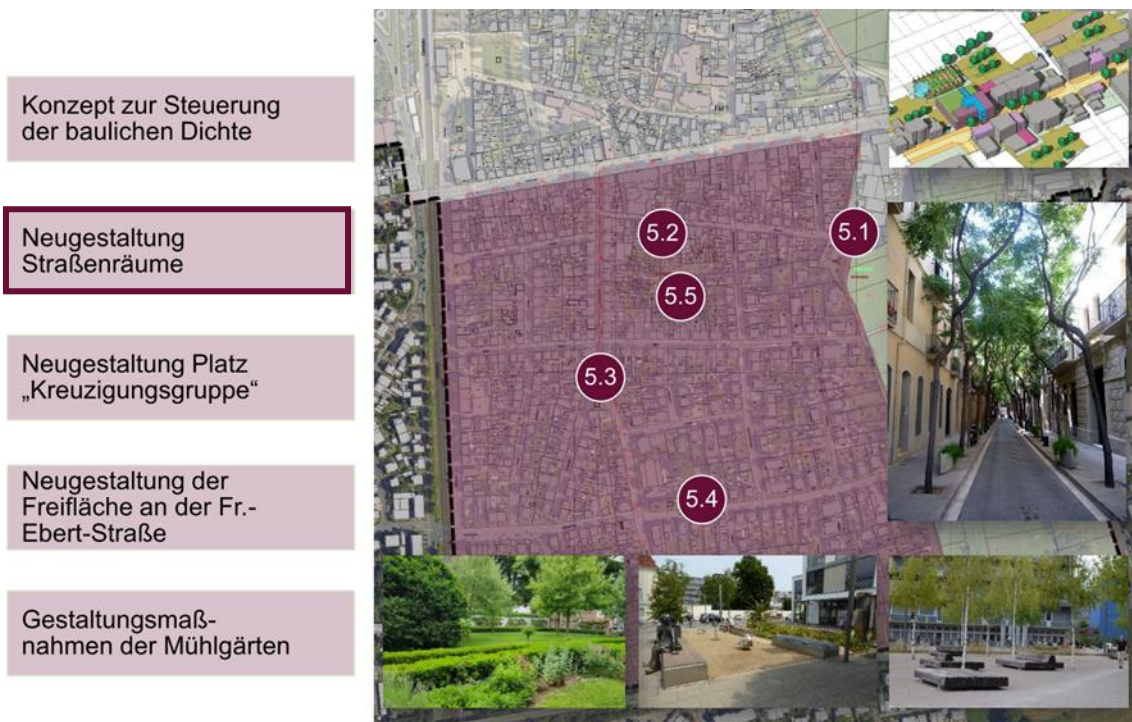 Konzept zur Steuerung
der baulichen Dichte
Neugestaltung
Straßenräume
Neugestaltung Platz
„Kreuzigungsgruppe“
Neugestaltung der
Freifläche an der Fr.-
Ebert-Straße
Gestaltungsmaß-
nahmen der Mühlgärten
5.2
5.1
5.5
5.3
5.4